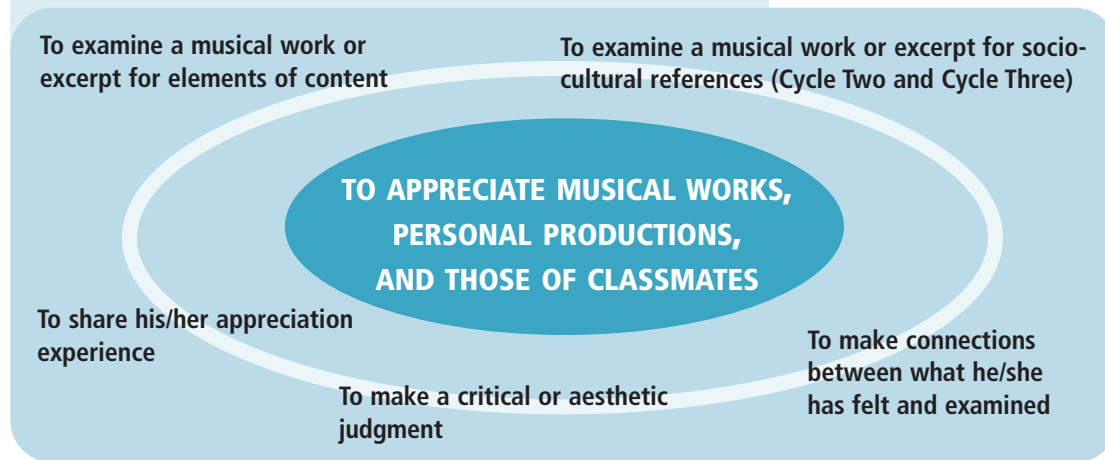 To examine a musical work or
excerpt for elements of content
To examine a musical work or excerpt for socio-
cultural references (Cycle Two and Cycle Three)
TO APPRECIATE MUSICAL WORKS,
PERSONAL PRODUCTIONS,
AND THOSE OF CLASSMATES
To share his/her appreciation
experience
To make connections
between what he/she
has felt and examined
To make a critical or aesthetic
judgment